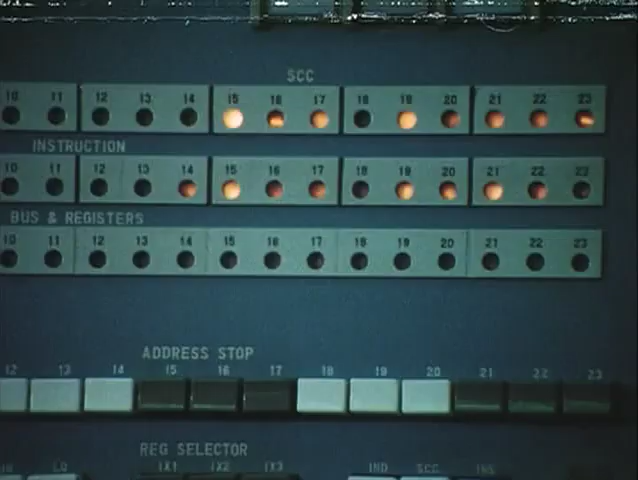 SCC
10 11 12 13 14 15 16 17 18 19 20 21 22 23
INSTRUCTION
10 11 12 13 14 15 16 17 18 19 20 21 22 23
BUS & REGISTERS
10 11 12 13 14 15 16 17 18 19 20 21 22 23
ADDRESS STOP
12 13 14 15 16 17 18 19 20 21 22 23
REG SELECTOR
LQ IX1 IX2 IX3 IND SCC INS